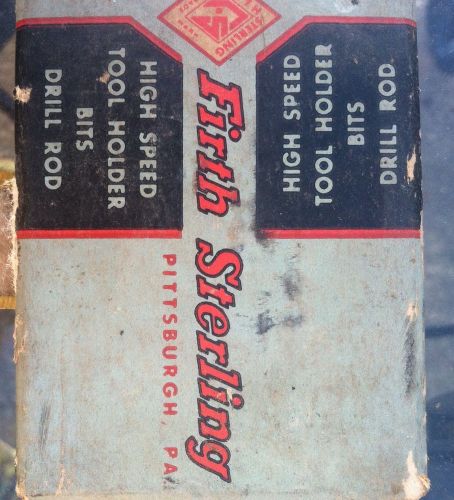 STERLING
Firth Sterling
PITTSBURGH, PA.
HIGH SPEED
TOOL HOLDER
BITS
DRILL ROD
HIGH SPEED
TOOL HOLDER
BITS
DRILL ROD